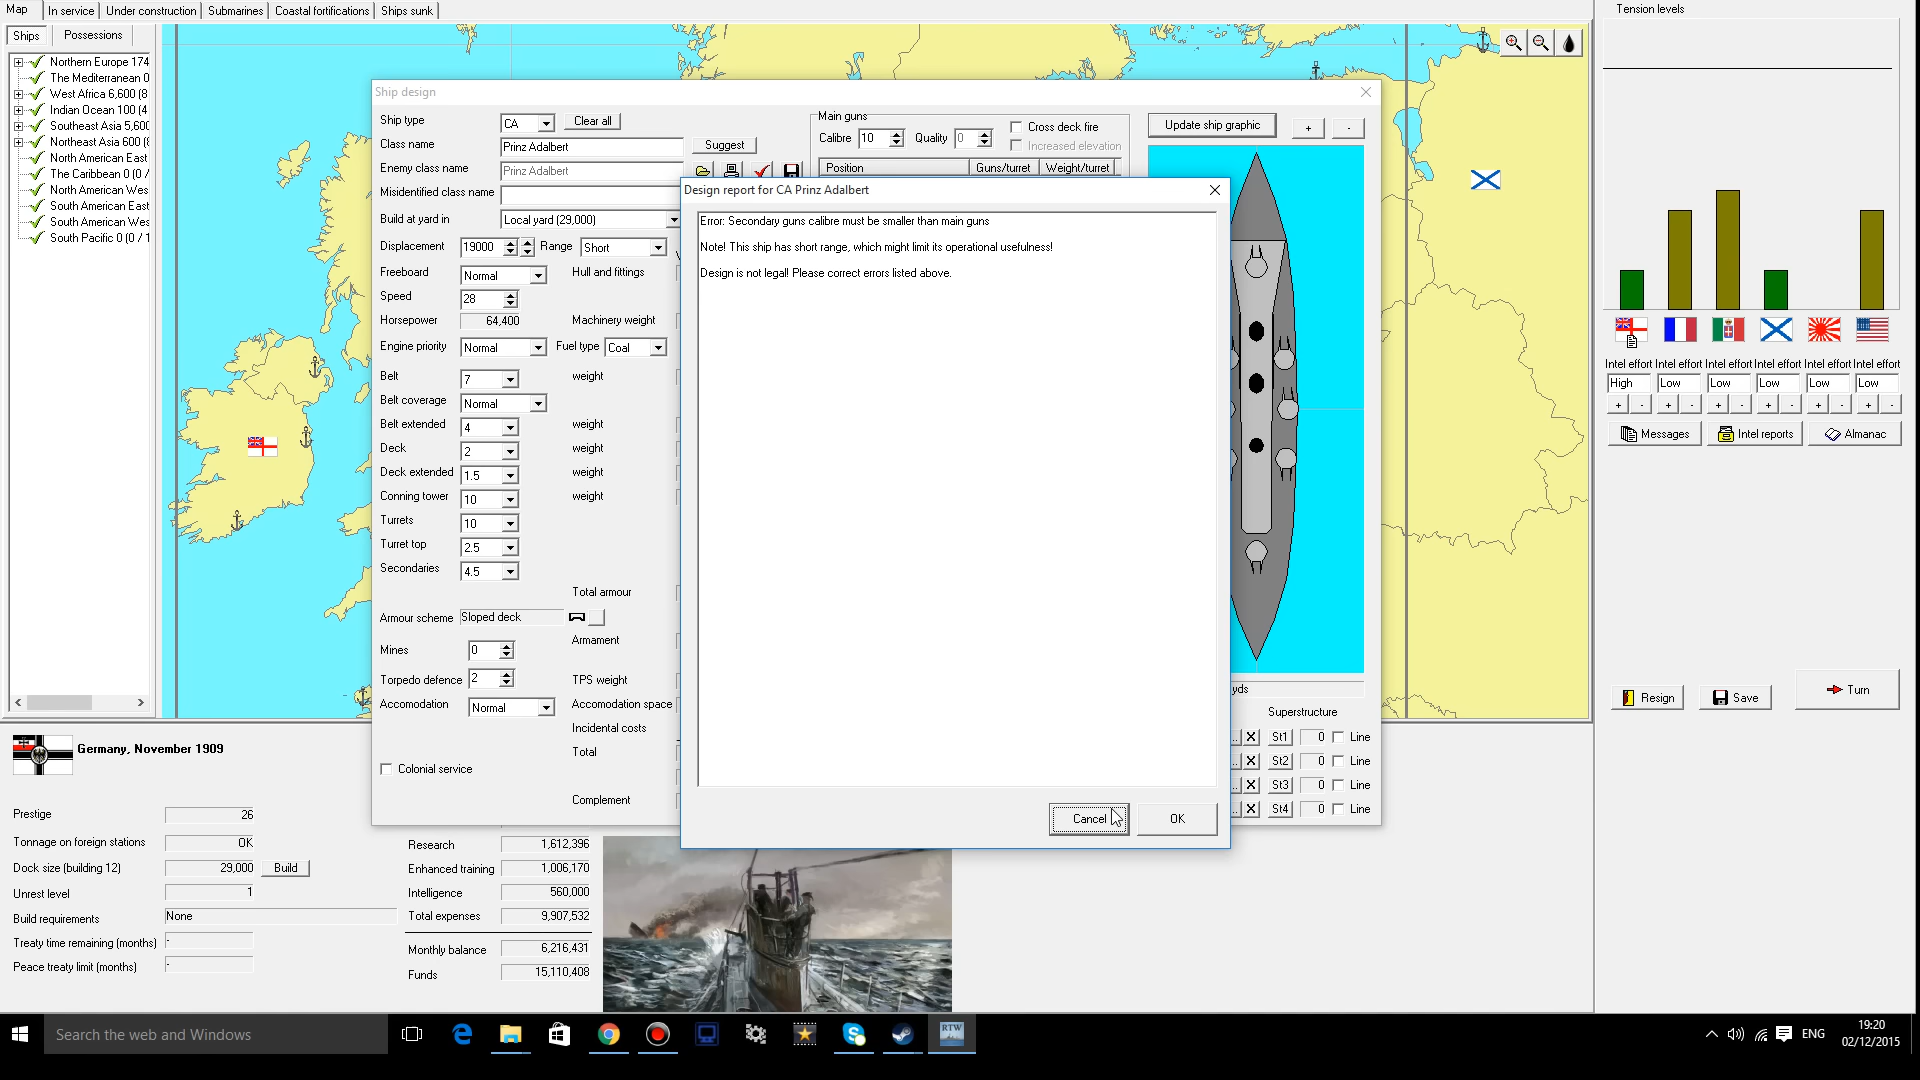 Map
In service
Under construction
Submarines
Coastal fortifications
Ships sunk
Tension levels
Ships
Possessions
Northern Europe 174
The Mediterranean 0
West Africa 6,600 (8
Indian Ocean 100 (4
Southeast Asia 5,600
Northeast Asia 600 (8
North American East
The Caribbean 0 (0 /
North American Wes
South American East
South American Wes
South Pacific 0 (0 / 1
Ship design
Ship type
CA
Clear all
Class name
Prinz Adalbert
Suggest
Enemy class name
Prinz Adalbert
Misidentified class name
Build at yard in
Local yard (29,000)
Displacement
19000
Range
Short
Freeboard
Normal
Hull and fittings
Speed
28
Horsepower
64,400
Machinery weight
Engine priority
Normal
Fuel type
Coal
Belt
7
weight
Belt coverage
Normal
Belt extended
4
weight
Deck
2
weight
Deck extended
1.5
weight
Conning tower
10
weight
Turrets
10
Turret top
2.5
Secondaries
4.5
Total armour
Armour scheme
Sloped deck
Armament
Mines
0
Torpedo defence
2
TPS weight
Accomodation
Normal
Accomodation space
Incidental costs
Total
Colonial service
Complement
Main guns
Calibre
10
Quality
0
Cross deck fire
Increased elevation
Position
Guns/turret
Weight/turret
Update ship graphic
+
-
Design report for CA Prinz Adalbert
Error: Secondary guns calibre must be smaller than main guns
Note! This ship has short range, which might limit its operational usefulness!
Design is not legal! Please correct errors listed above.
Cancel
OK
yds
Superstructure
X
St1
0
Line
X
St2
0
Line
X
St3
0
Line
X
St4
0
Line
Intel effort
Intel effort
Intel effort
Intel effort
Intel effort
Intel effort
High
Low
Low
Low
Low
Low
+ - + - + - + - + - + -
Messages
Intel reports
Almanac
Resign
Save
Turn
Germany, November 1909
Prestige
26
Tonnage on foreign stations
OK
Dock size (building 12)
29,000
Build
Unrest level
1
Build requirements
None
Treaty time remaining (months)
-
Peace treaty limit (months)
-
Research
1,612,396
Enhanced training
1,006,170
Intelligence
560,000
Total expenses
9,907,532
Monthly balance
6,216,431
Funds
15,110,408
Search the web and Windows
RTW
ENG
19:20
02/12/2015